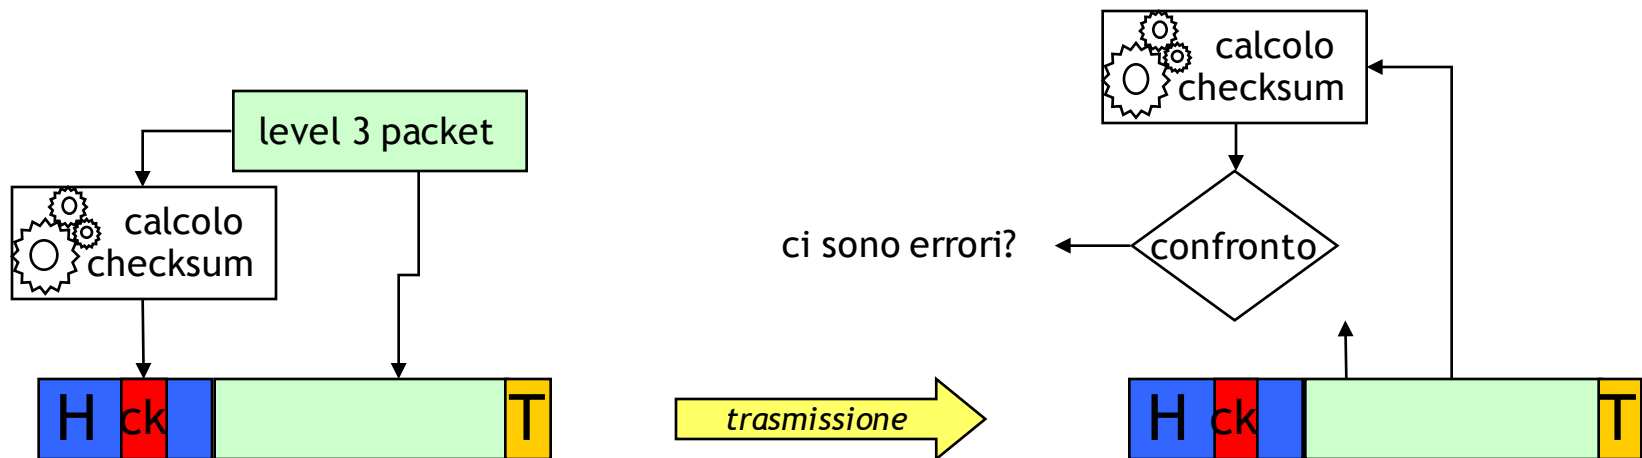 level 3 packet
calcolo
checksum
H
ck
T
trasmissione
calcolo
checksum
confronto
ci sono errori?
H
ck
T